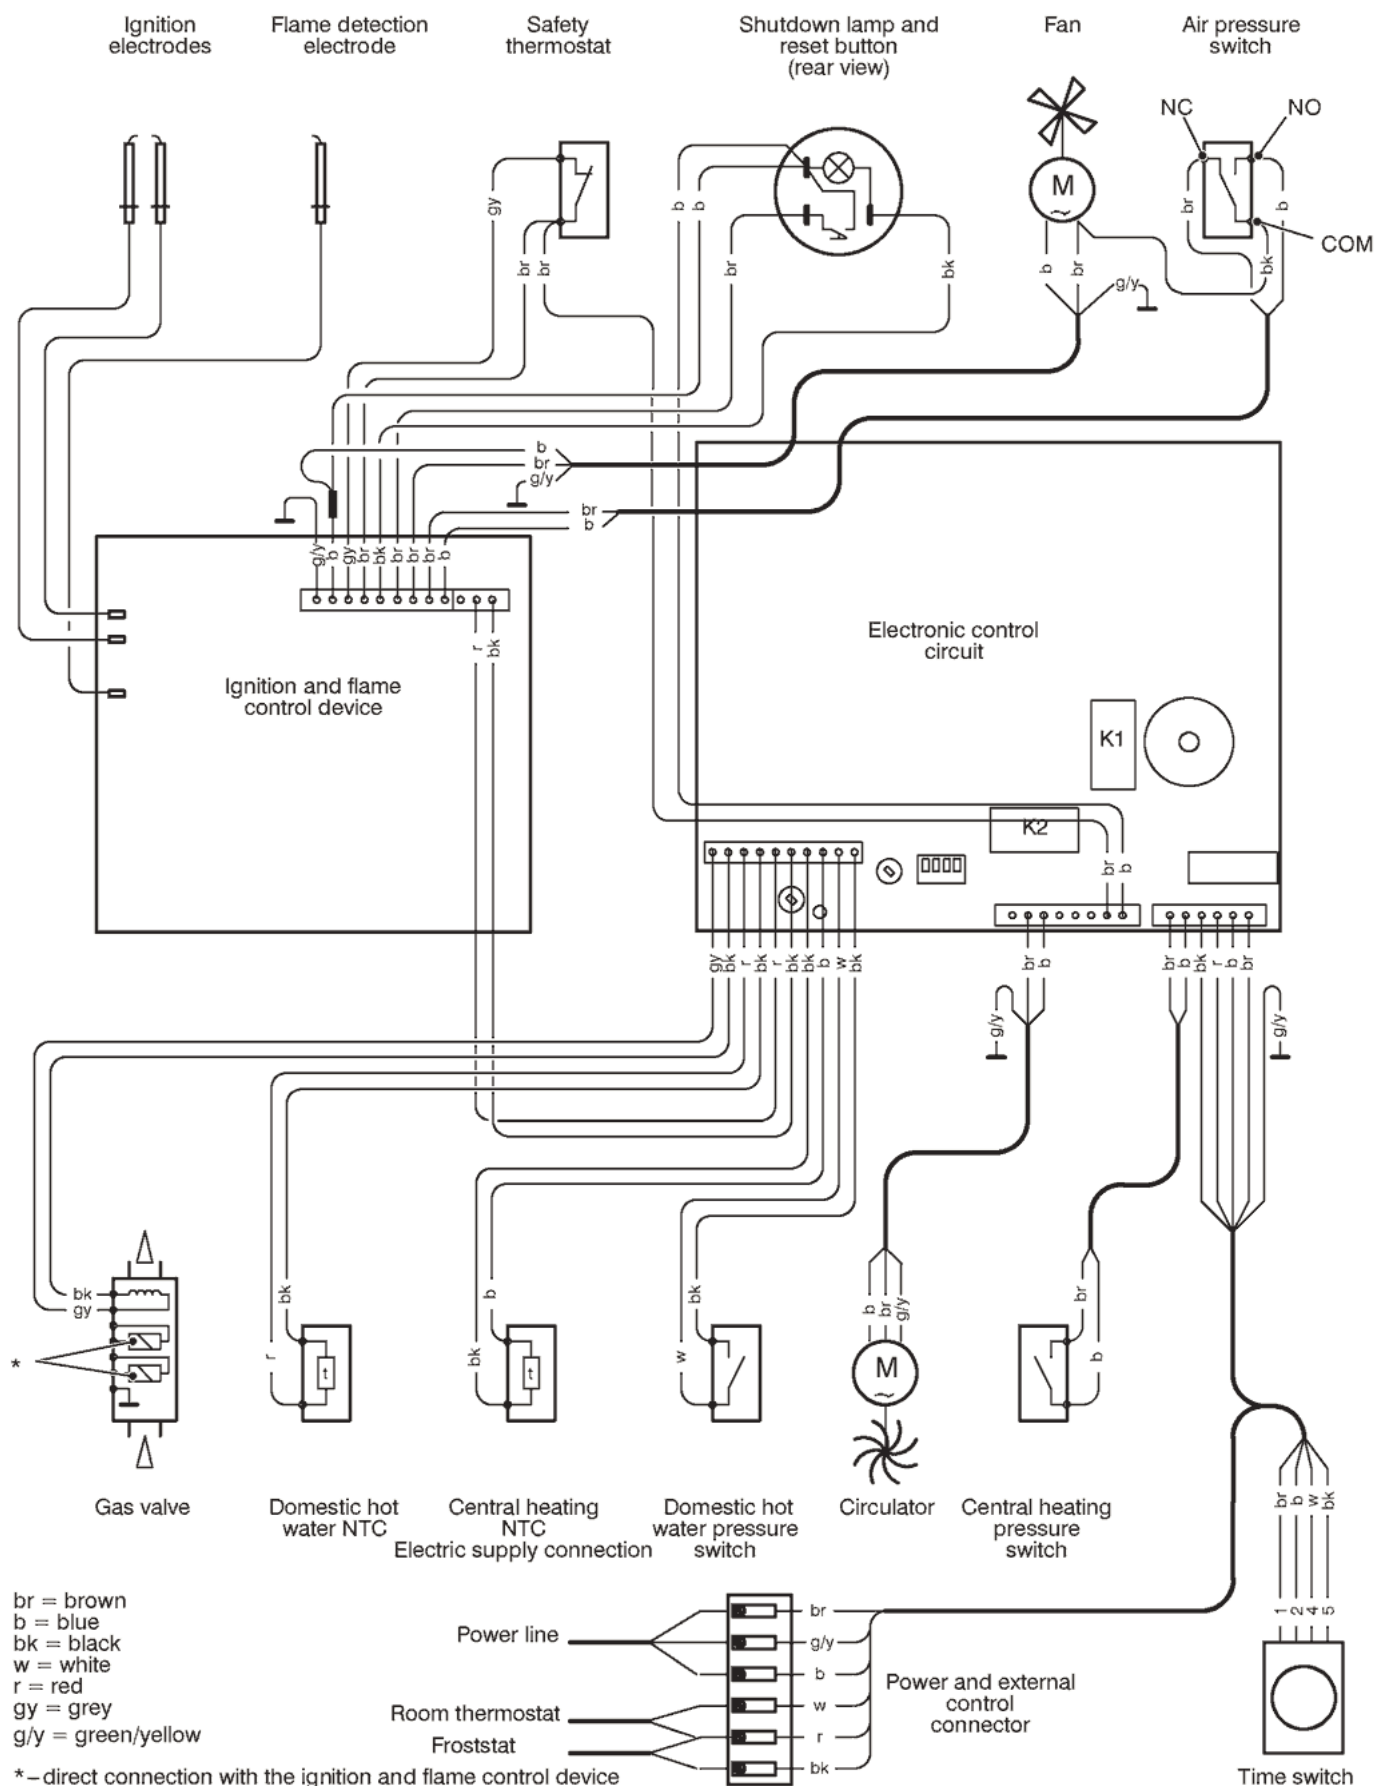 Ignition
electrodes
Flame detection
electrode
Safety
thermostat
Shutdown lamp and
reset button
(rear view)
Fan
Air pressure
switch
NC
NO
COM
M
gy
br
br
b
b
br
bk
b
br
g/y
br
bk
b
b
br
g/y
br
b
g/y
b
gy
br
bk
br
br
br
b
r
bk
Ignition and flame
control device
Electronic control
circuit
K1
K2
br
b
gy
bk
r
bk
r
bk
bk
b
w
bk
br
b
br
b
bk
r
b
br
g/y
g/y
bk
gy
*
r
bk
t
bk
b
t
w
bk
b
br
g/y
M
br
b
Gas valve
Domestic hot
water NTC
Central heating
NTC
Electric supply connection
Domestic hot
water pressure
switch
Circulator
Central heating
pressure
switch
br
b
w
bk
1
2
4
5
br = brown
b = blue
bk = black
w = white
r = red
gy = grey
g/y = green/yellow
Power line
Room thermostat
Froststat
br
g/y
b
w
r
bk
Power and external
control
connector
Time switch
* – direct connection with the ignition and flame control device